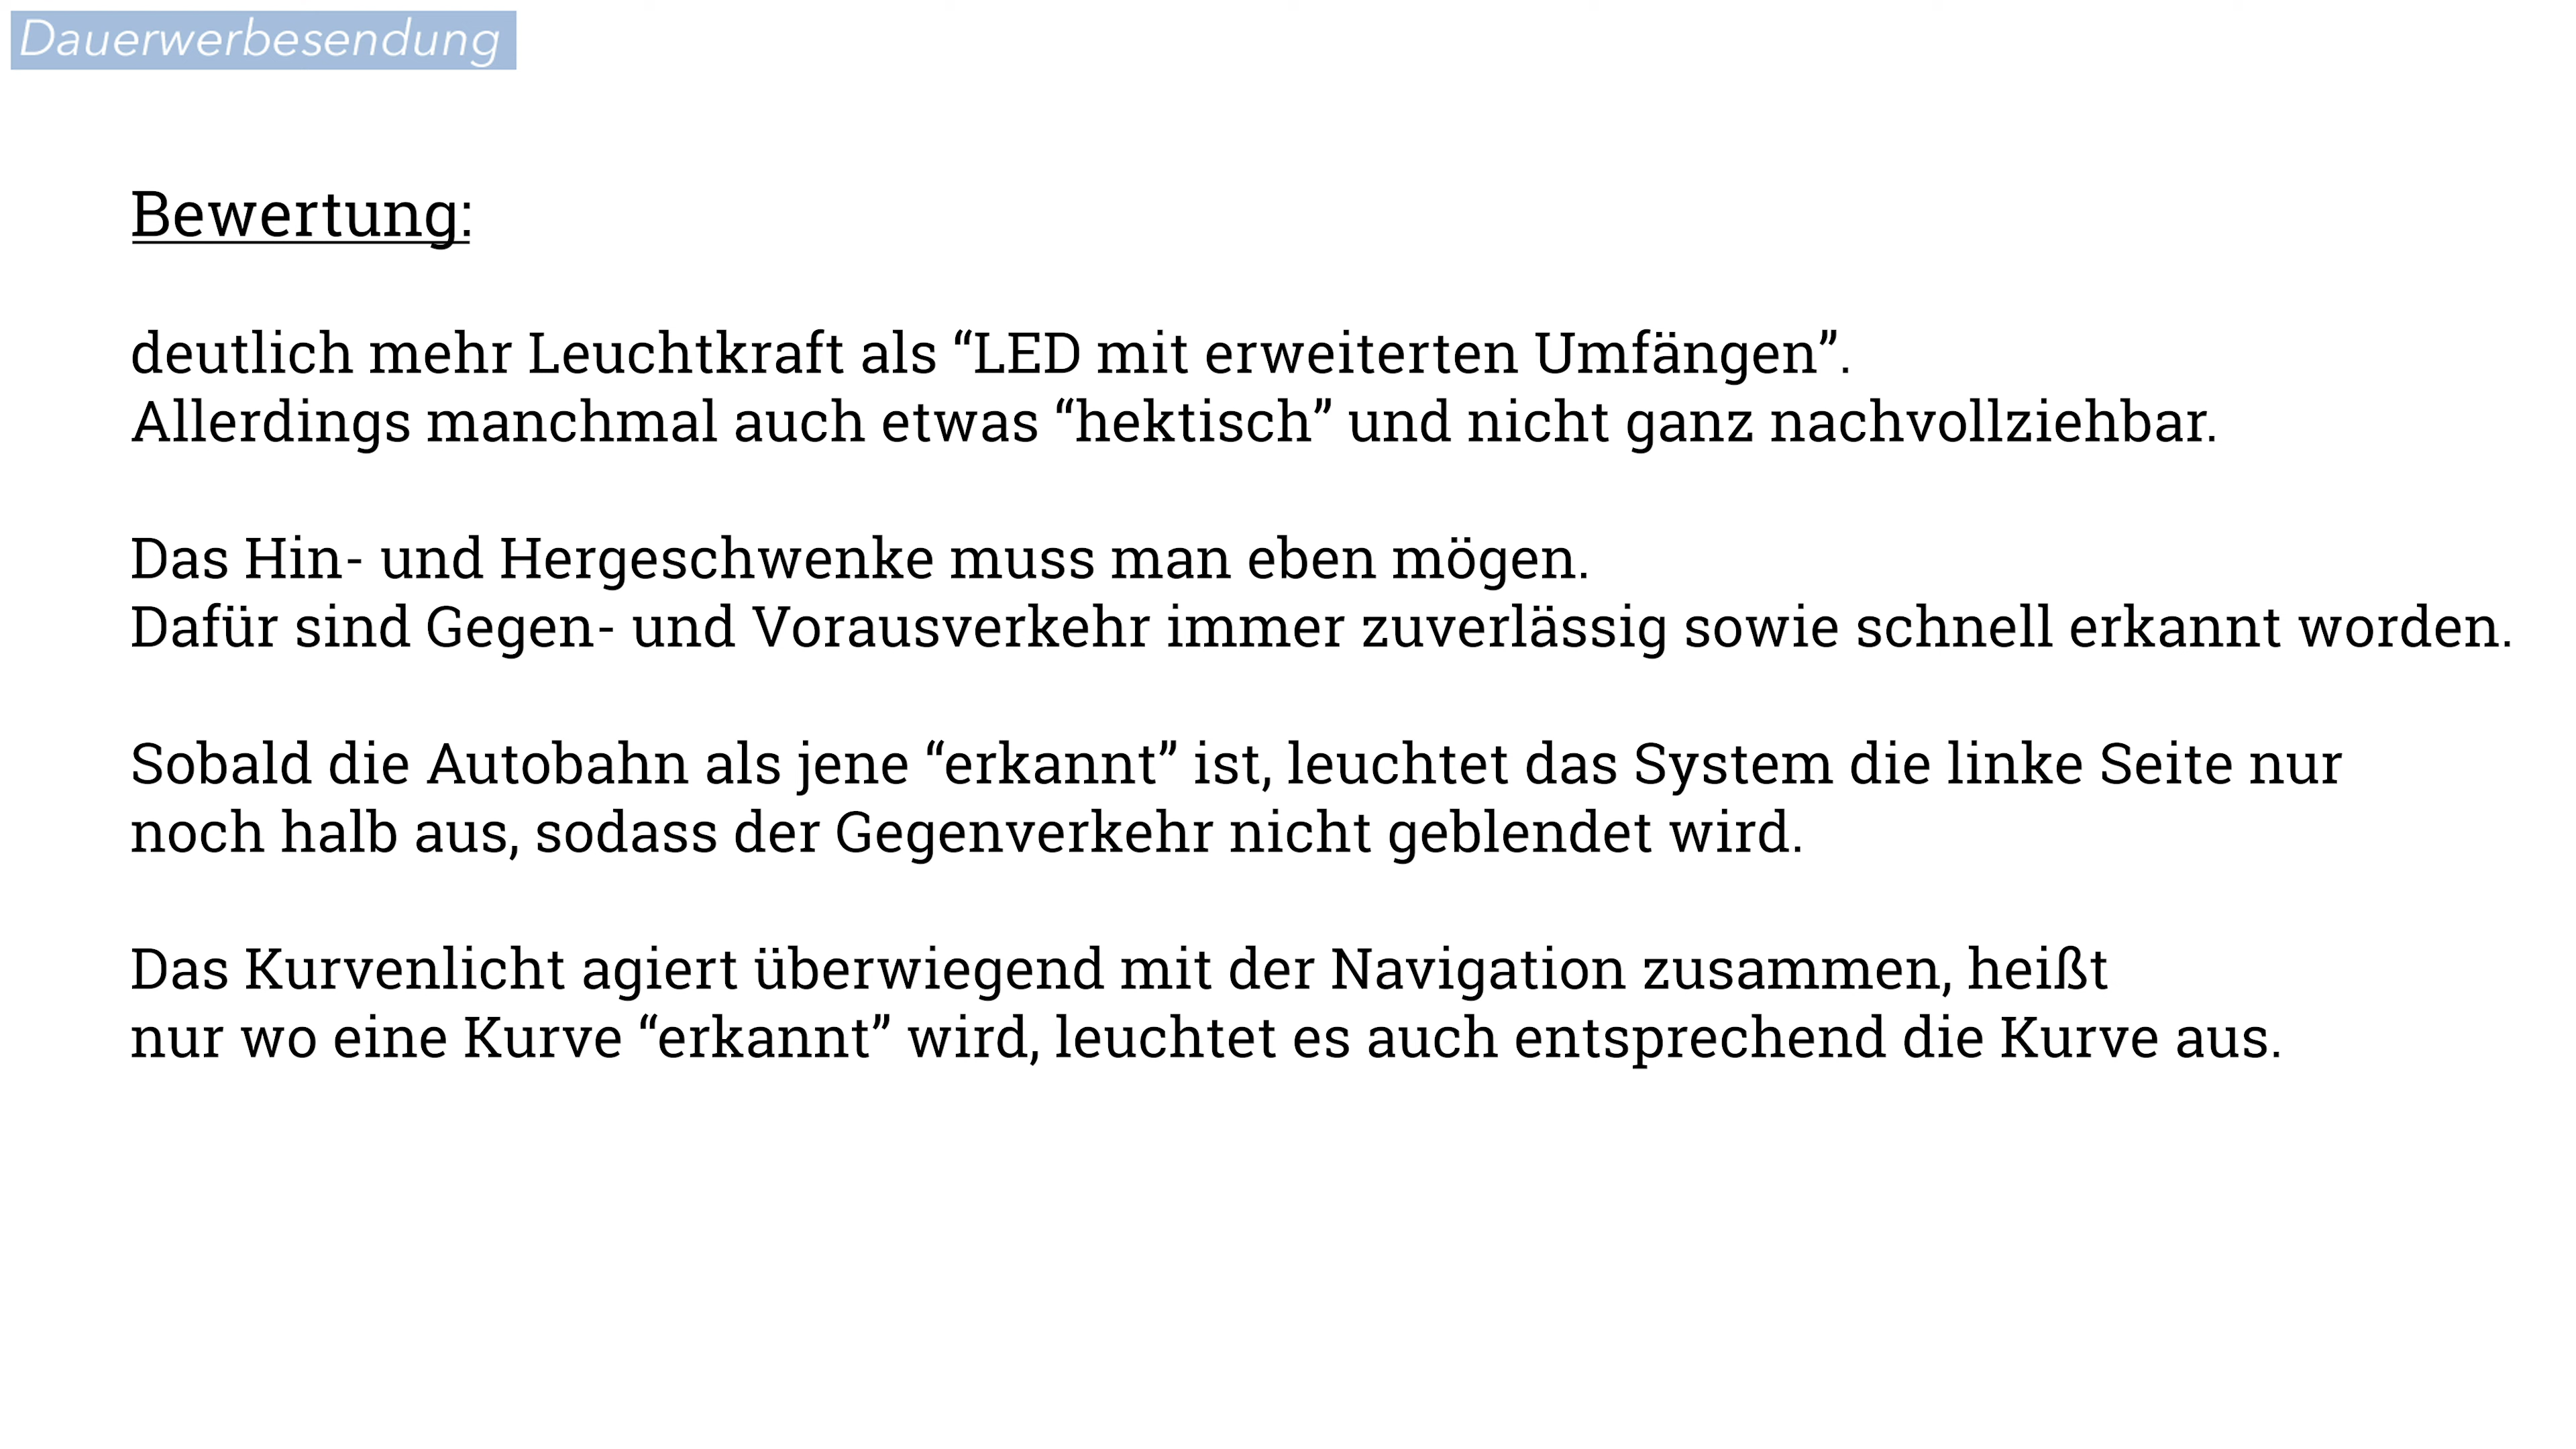 Dauerwerbesendung
Bewertung:
deutlich mehr Leuchtkraft als “LED mit erweiterten Umfängen”.
Allerdings manchmal auch etwas “hektisch” und nicht ganz nachvollziehbar.
Das Hin- und Hergeschwenke muss man eben mögen.
Dafür sind Gegen- und Vorausverkehr immer zuverlässig sowie schnell erkannt worden.
Sobald die Autobahn als jene “erkannt” ist, leuchtet das System die linke Seite nur
noch halb aus, sodass der Gegenverkehr nicht geblendet wird.
Das Kurvenlicht agiert überwiegend mit der Navigation zusammen, heißt
nur wo eine Kurve “erkannt” wird, leuchtet es auch entsprechend die Kurve aus.